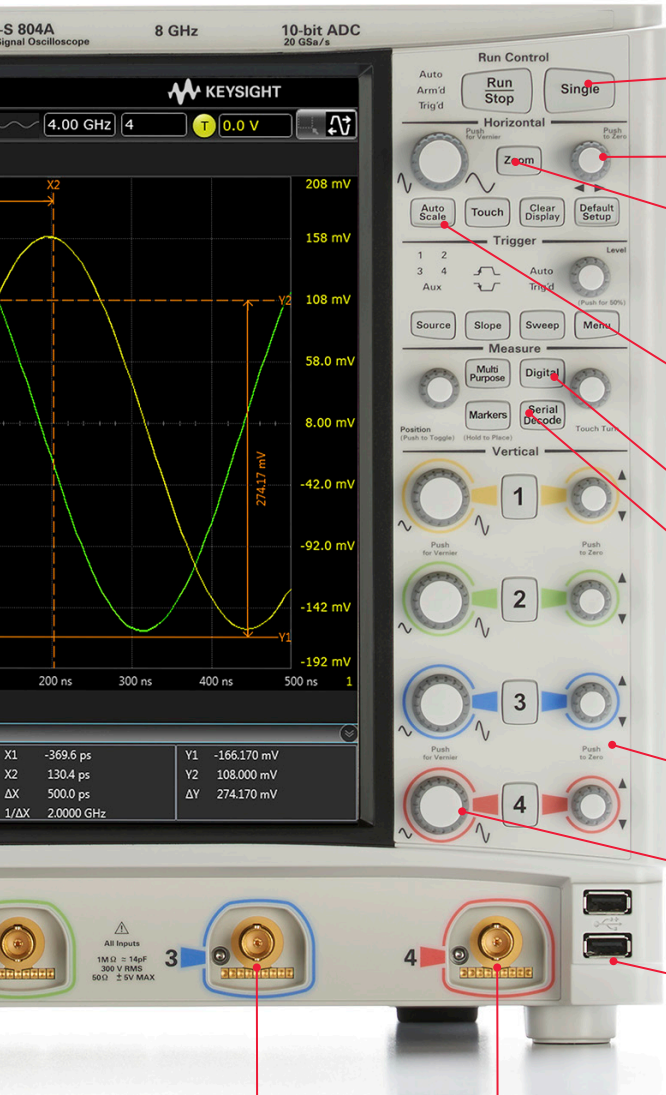 -S 804A
Signal Oscilloscope
8 GHz
10-bit ADC
20 GSa/s
KEYSIGHT
4.00 GHz
4
T
0.0 V
X2
208 mV
158 mV
108 mV
58.0 mV
8.00 mV
-42.0 mV
-92.0 mV
-142 mV
-192 mV
Y2
274.17 mV
Y1
200 ns
300 ns
400 ns
500 ns
1
X1 -369.6 ps
X2 130.4 ps
ΔX 500.0 ps
1/ΔX 2.0000 GHz
Y1 -166.170 mV
Y2 108.000 mV
ΔY 274.170 mV
Run Control
Auto
Arm'd
Trig'd
Run
Stop
Single
Horizontal
Push
for Vernier
Zoom
Push
to Zero
Auto
Scale
Touch
Clear
Display
Default
Setup
Trigger
1 2
3 4
Aux
Auto
Trig'd
Level
(Push for 50%)
Source
Slope
Sweep
Menu
Measure
Multi
Purpose
Digital
Markers
Serial
Decode
Position
(Push to Toggle)
(Hold to Place)
Touch Turn
Vertical
1
Push
for Vernier
Push
to Zero
2
3
Push
for Vernier
Push
to Zero
4
All Inputs
1MΩ ≈ 14pF
300 V RMS
50Ω ±5V MAX
3
4